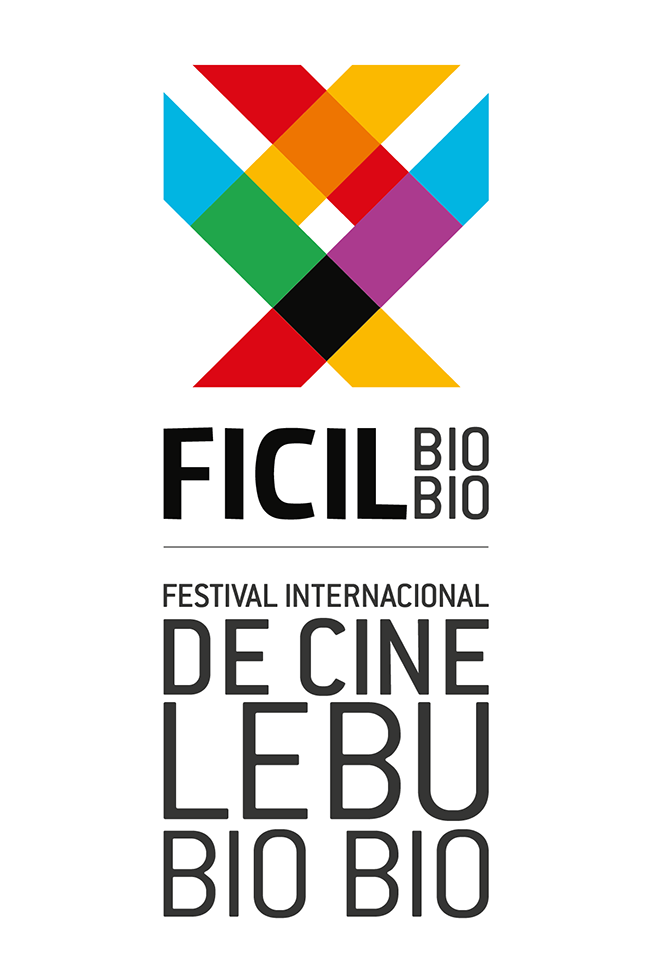 FICIL BIO
BIO
FESTIVAL INTERNACIONAL
DE CINE
LEBU
BIO BIO